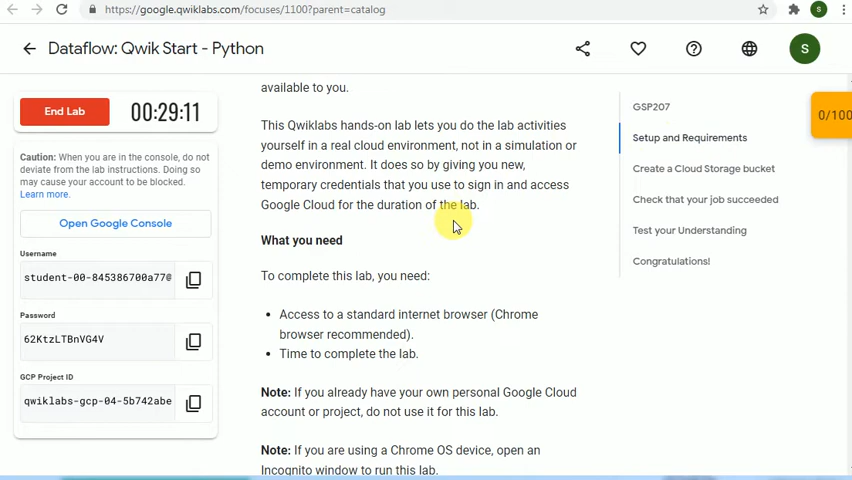 https://google.qwiklabs.com/focuses/1100?parent=catalog
S
Dataflow: Qwik Start - Python
S
End Lab
00:29:11
Caution: When you are in the console, do not
deviate from the lab instructions. Doing so
may cause your account to be blocked.
Learn more.
Open Google Console
Username
student-00-845386700a77@
Password
62KtzLTBnVG4V
GCP Project ID
qwiklabs-gcp-04-5b742abe
available to you.
This Qwiklabs hands-on lab lets you do the lab activities
yourself in a real cloud environment, not in a simulation or
demo environment. It does so by giving you new,
temporary credentials that you use to sign in and access
Google Cloud for the duration of the lab.
What you need
To complete this lab, you need:
• Access to a standard internet browser (Chrome
browser recommended).
• Time to complete the lab.
Note: If you already have your own personal Google Cloud
account or project, do not use it for this lab.
Note: If you are using a Chrome OS device, open an
Incognito window to run this lab.
GSP207
Setup and Requirements
Create a Cloud Storage bucket
Check that your job succeeded
Test your Understanding
Congratulations!
0/100